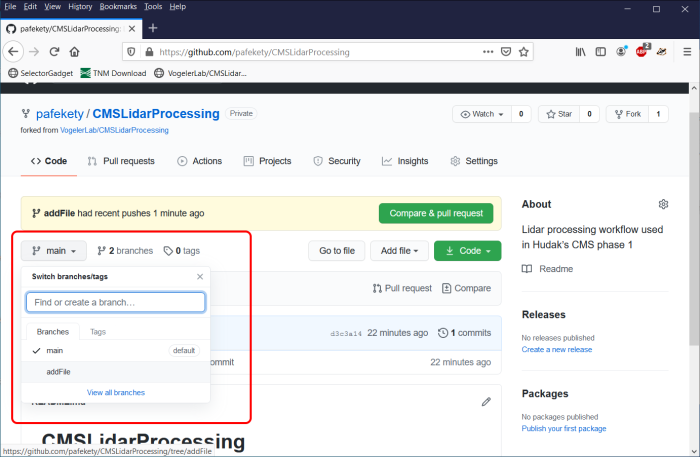 File Edit View History Bookmarks Tools Help
pafekety/CMSLidarProcessing:
https://github.com/pafekety/CMSLidarProcessing
2
SelectorGadget TNM Download VogelerLab/CMSLidar...
pafekety / CMSLidarProcessing Private
forked from VogelerLab/CMSLidarProcessing
Watch 0 Star 0 Fork 1
Code Pull requests Actions Projects Security Insights Settings
addFile had recent pushes 1 minute ago Compare & pull request
main 2 branches 0 tags Go to file Add file Code
Switch branches/tags
Find or create a branch...
Branches Tags
main default
addFile
View all branches
Pull request Compare
d3c3a14 22 minutes ago 1 commits
commit 22 minutes ago
CMSLidarProcessing
About
Lidar processing workflow used
in Hudak's CMS phase 1
Readme
Releases
No releases published
Create a new release
Packages
No packages published
Publish your first package
https://github.com/pafekety/CMSLidarProcessing/tree/addFile